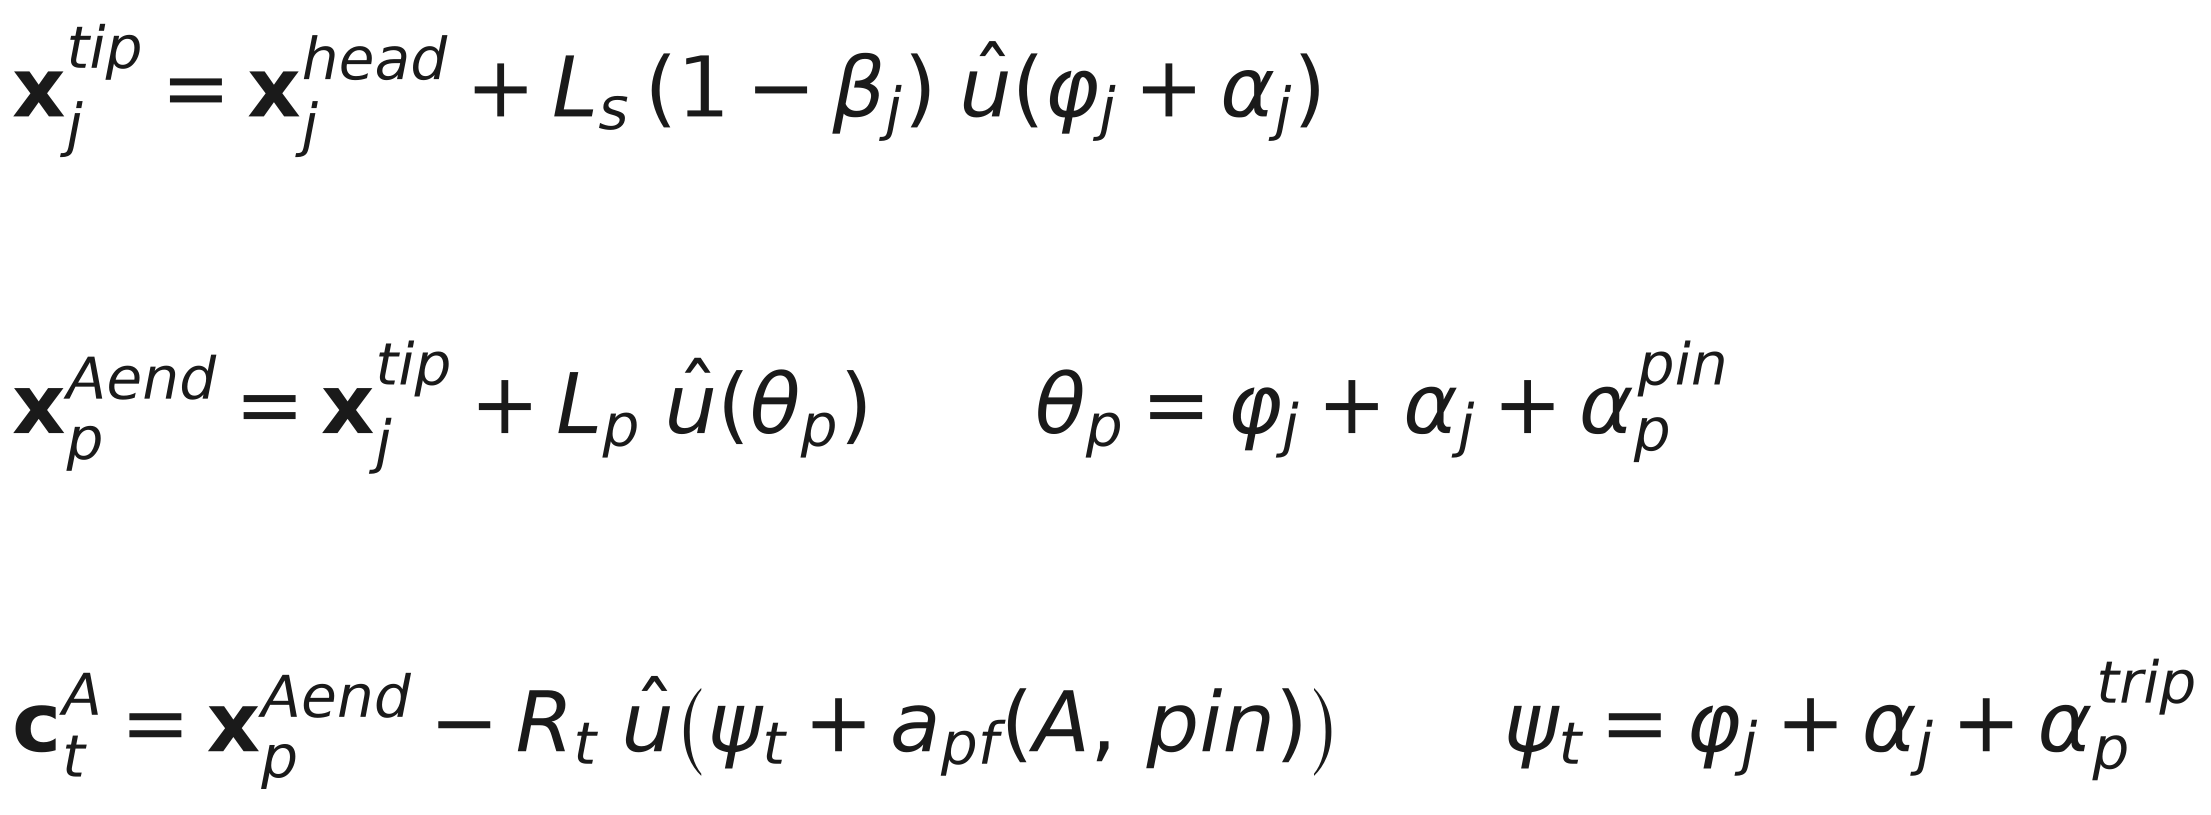 𝐱_j^{tip} = 𝐱_j^{head} + L_s (1 − β_j) û(φ_j + α_j)
𝐱_p^{Aend} = 𝐱_j^{tip} + L_p û(θ_p)    θ_p = φ_j + α_j + α_p^{pin}
𝐜_t^A = 𝐱_p^{Aend} − R_t û(ψ_t + a_{pf}(A, pin))    ψ_t = φ_j + α_j + α_p^{trip}